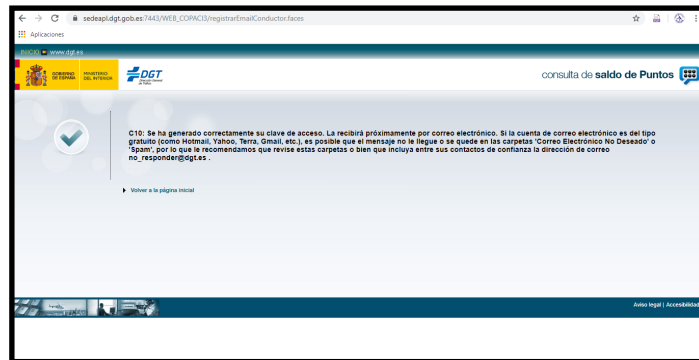 sedeapl.dgt.gob.es:7443/WEB_COPACI3/registrarEmailConductor.faces
Aplicaciones
INICIO www.dgt.es
GOBIERNO DE ESPAÑA
MINISTERIO DEL INTERIOR
DGT
Dirección General de Tráfico
consulta de saldo de Puntos
C10: Se ha generado correctamente su clave de acceso. La recibirá próximamente por correo electrónico. Si la cuenta de correo electrónico es del tipo
gratuito (como Hotmail, Yahoo, Terra, Gmail, etc.), es posible que el mensaje no le llegue o se quede en las carpetas 'Correo Electrónico No Deseado' o
'Spam', por lo que le recomendamos que revise estas carpetas o bien que incluya entre sus contactos de confianza la dirección de correo
no_responder@dgt.es .
Volver a la página inicial
Aviso legal | Accesibilidad